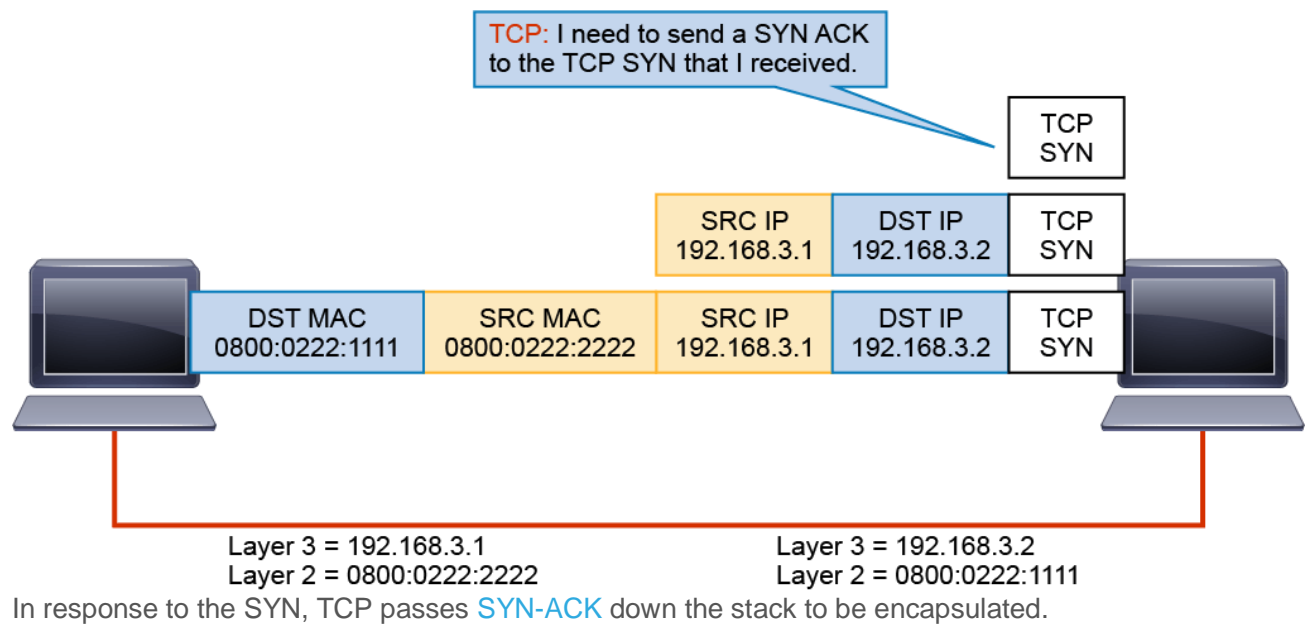 TCP: I need to send a SYN ACK
to the TCP SYN that I received.
TCP
SYN
SRC IP
192.168.3.1
DST IP
192.168.3.2
TCP
SYN
DST MAC
0800:0222:1111
SRC MAC
0800:0222:2222
SRC IP
192.168.3.1
DST IP
192.168.3.2
TCP
SYN
Layer 3 = 192.168.3.1
Layer 2 = 0800:0222:2222
Layer 3 = 192.168.3.2
Layer 2 = 0800:0222:1111
In response to the SYN, TCP passes SYN-ACK down the stack to be encapsulated.